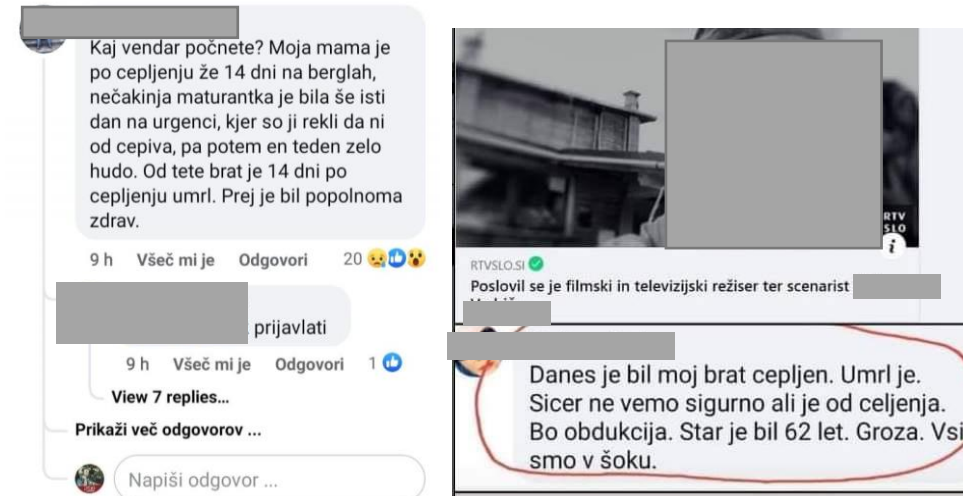 Kaj vendar počnete? Moja mama je
po cepljenju že 14 dni na berglah,
nečakinja maturantka je bila še isti
dan na urgenci, kjer so ji rekli da ni
od cepiva, pa potem en teden zelo
hudo. Od tete brat je 14 dni po
cepljenju umrl. Prej je bil popolnoma
zdrav.
9 h Všeč mi je Odgovori 20
prijavlati
9 h Všeč mi je Odgovori 1
View 7 replies...
Prikaži več odgovorov ...
Napiši odgovor ...
RTV
SLO
RTVSLO.SI
Poslovil se je filmski in televizijski režiser ter scenarist
Danes je bil moj brat cepljen. Umrl je.
Sicer ne vemo sigurno ali je od celjenja.
Bo obdukcija. Star je bil 62 let. Groza. Vsi
smo v šoku.